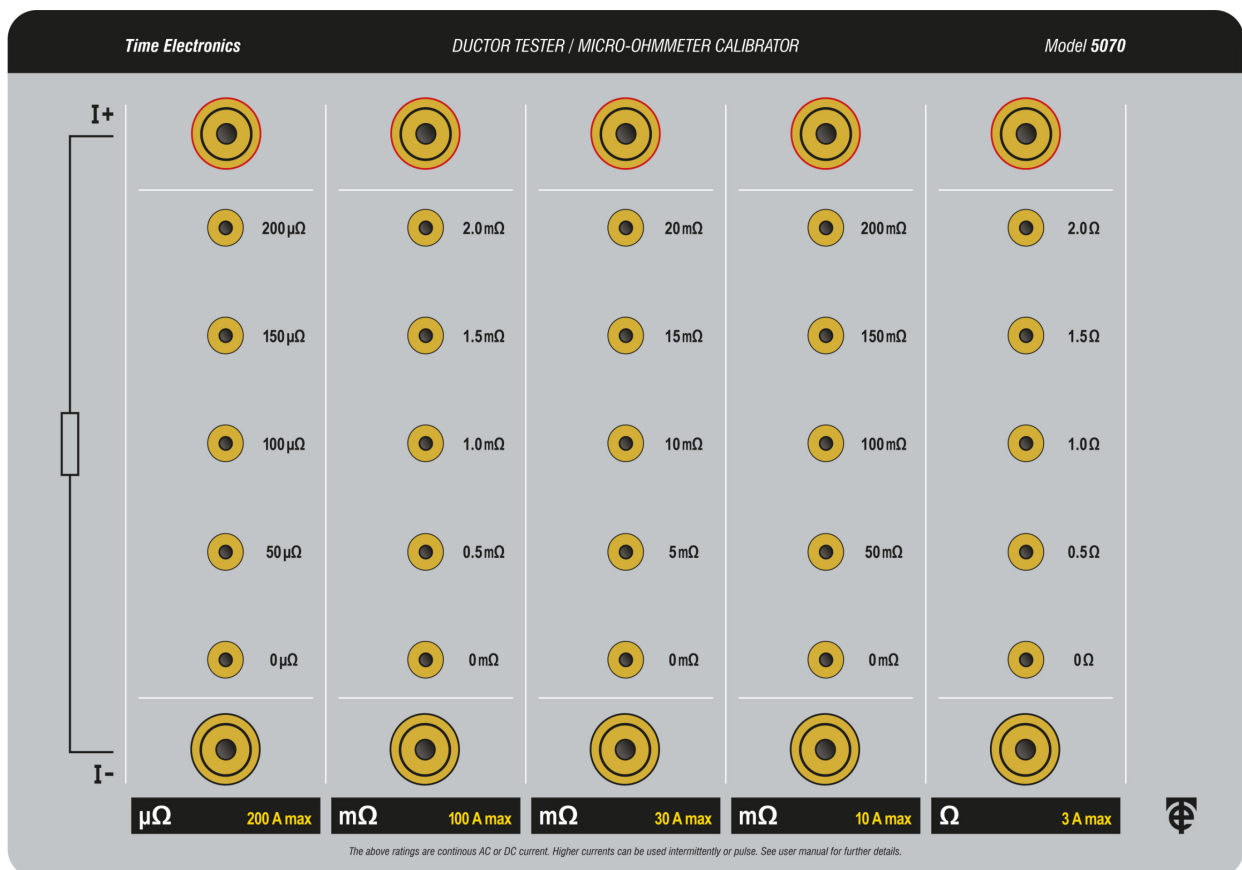 Time Electronics DUCTOR TESTER / MICRO-OHMMETER CALIBRATOR Model 5070
I+
200 µΩ 2.0 mΩ 20 mΩ 200 mΩ 2.0 Ω
150 µΩ 1.5 mΩ 15 mΩ 150 mΩ 1.5 Ω
100 µΩ 1.0 mΩ 10 mΩ 100 mΩ 1.0 Ω
50 µΩ 0.5 mΩ 5 mΩ 50 mΩ 0.5 Ω
0 µΩ 0 mΩ 0 mΩ 0 mΩ 0 Ω
I-
µΩ 200 A max mΩ 100 A max mΩ 30 A max mΩ 10 A max Ω 3 A max
The above ratings are continous AC or DC current. Higher currents can be used intermittently or pulse. See user manual for further details.